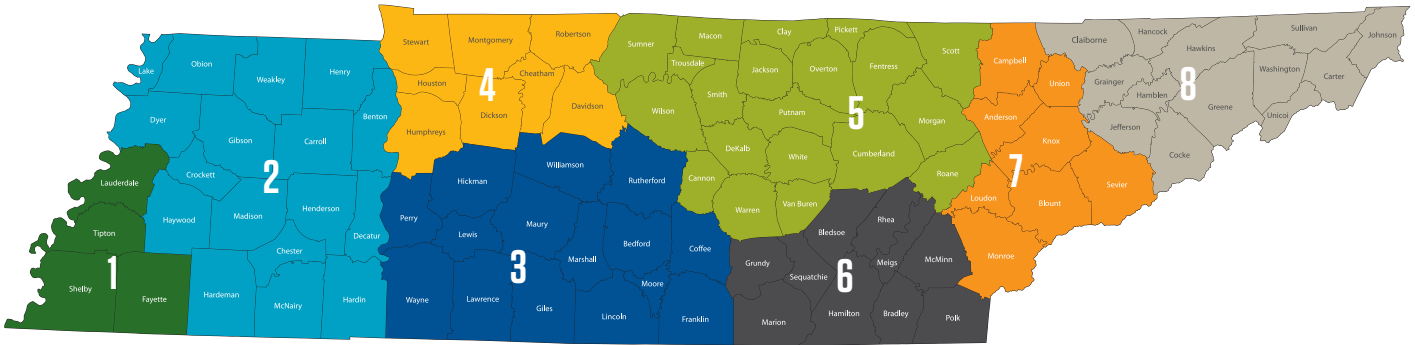 Lake
Obion
Weakley
Henry
Dyer
Gibson
Carroll
Benton
Crockett
2
Haywood
Madison
Henderson
Decatur
Chester
Hardeman
McNairy
Hardin
Lauderdale
Tipton
1
Shelby
Fayette
Stewart
Montgomery
Robertson
Houston
Cheatham
4
Humphreys
Dickson
Davidson
Hickman
Williamson
Rutherford
Perry
Lewis
Maury
Marshall
Bedford
Coffee
3
Moore
Wayne
Lawrence
Giles
Lincoln
Franklin
Sumner
Macon
Clay
Pickett
Scott
Trousdale
Jackson
Overton
Fentress
Wilson
Smith
Putnam
5
Morgan
DeKalb
White
Cumberland
Cannon
Roane
Warren
Van Buren
Bledsoe
Rhea
Grundy
Sequatchie
Meigs
McMinn
6
Marion
Hamilton
Bradley
Polk
Campbell
Union
Anderson
Knox
7
Loudon
Blount
Sevier
Monroe
Claiborne
Hancock
Hawkins
Sullivan
Johnson
Grainger
Hamblen
8
Washington
Carter
Greene
Unicoi
Jefferson
Cocke